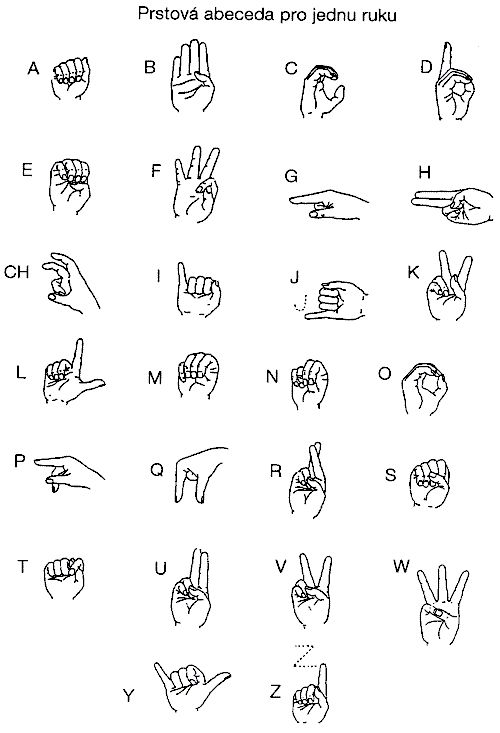 Prstová abeceda pro jednu ruku
A B C D
E F G H
CH I J K
L M N O
P Q R S
T U V W
Y Z